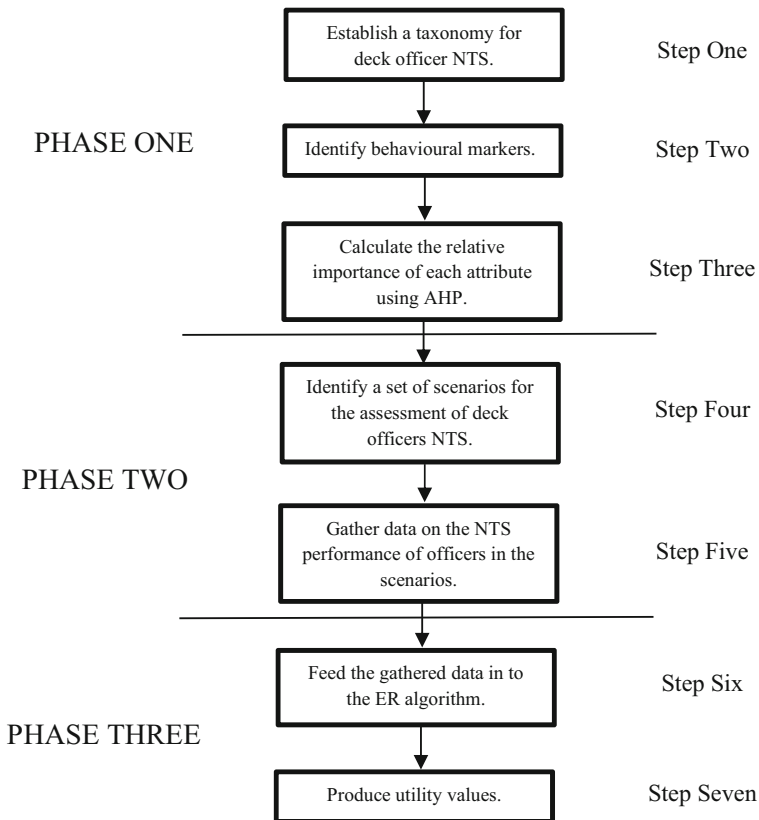 Establish a taxonomy for
deck officer NTS.
Step One
PHASE ONE
Identify behavioural markers.
Step Two
Calculate the relative
importance of each attribute
using AHP.
Step Three
Identify a set of scenarios for
the assessment of deck
officers NTS.
Step Four
PHASE TWO
Gather data on the NTS
performance of officers in the
scenarios.
Step Five
Feed the gathered data in to
the ER algorithm.
Step Six
PHASE THREE
Produce utility values.
Step Seven